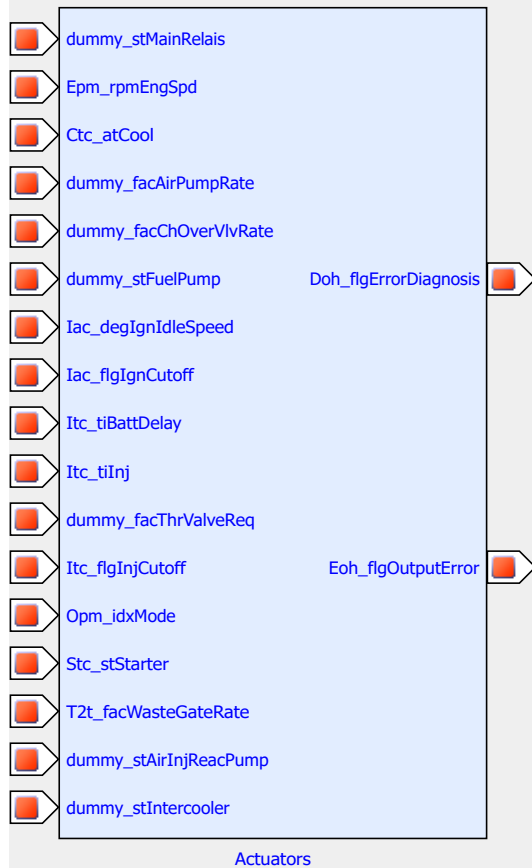 dummy_stMainRelais
Epm_rpmEngSpd
Ctc_atCool
dummy_facAirPumpRate
dummy_facChOverVlvRate
dummy_stFuelPump
Doh_flgErrorDiagnosis
Iac_degIgnIdleSpeed
Iac_flgIgnCutoff
Itc_tiBattDelay
Itc_tiInj
dummy_facThrValveReq
Itc_flgInjCutoff
Eoh_flgOutputError
Opm_idxMode
Stc_stStarter
T2t_facWasteGateRate
dummy_stAirInjReacPump
dummy_stIntercooler
Actuators